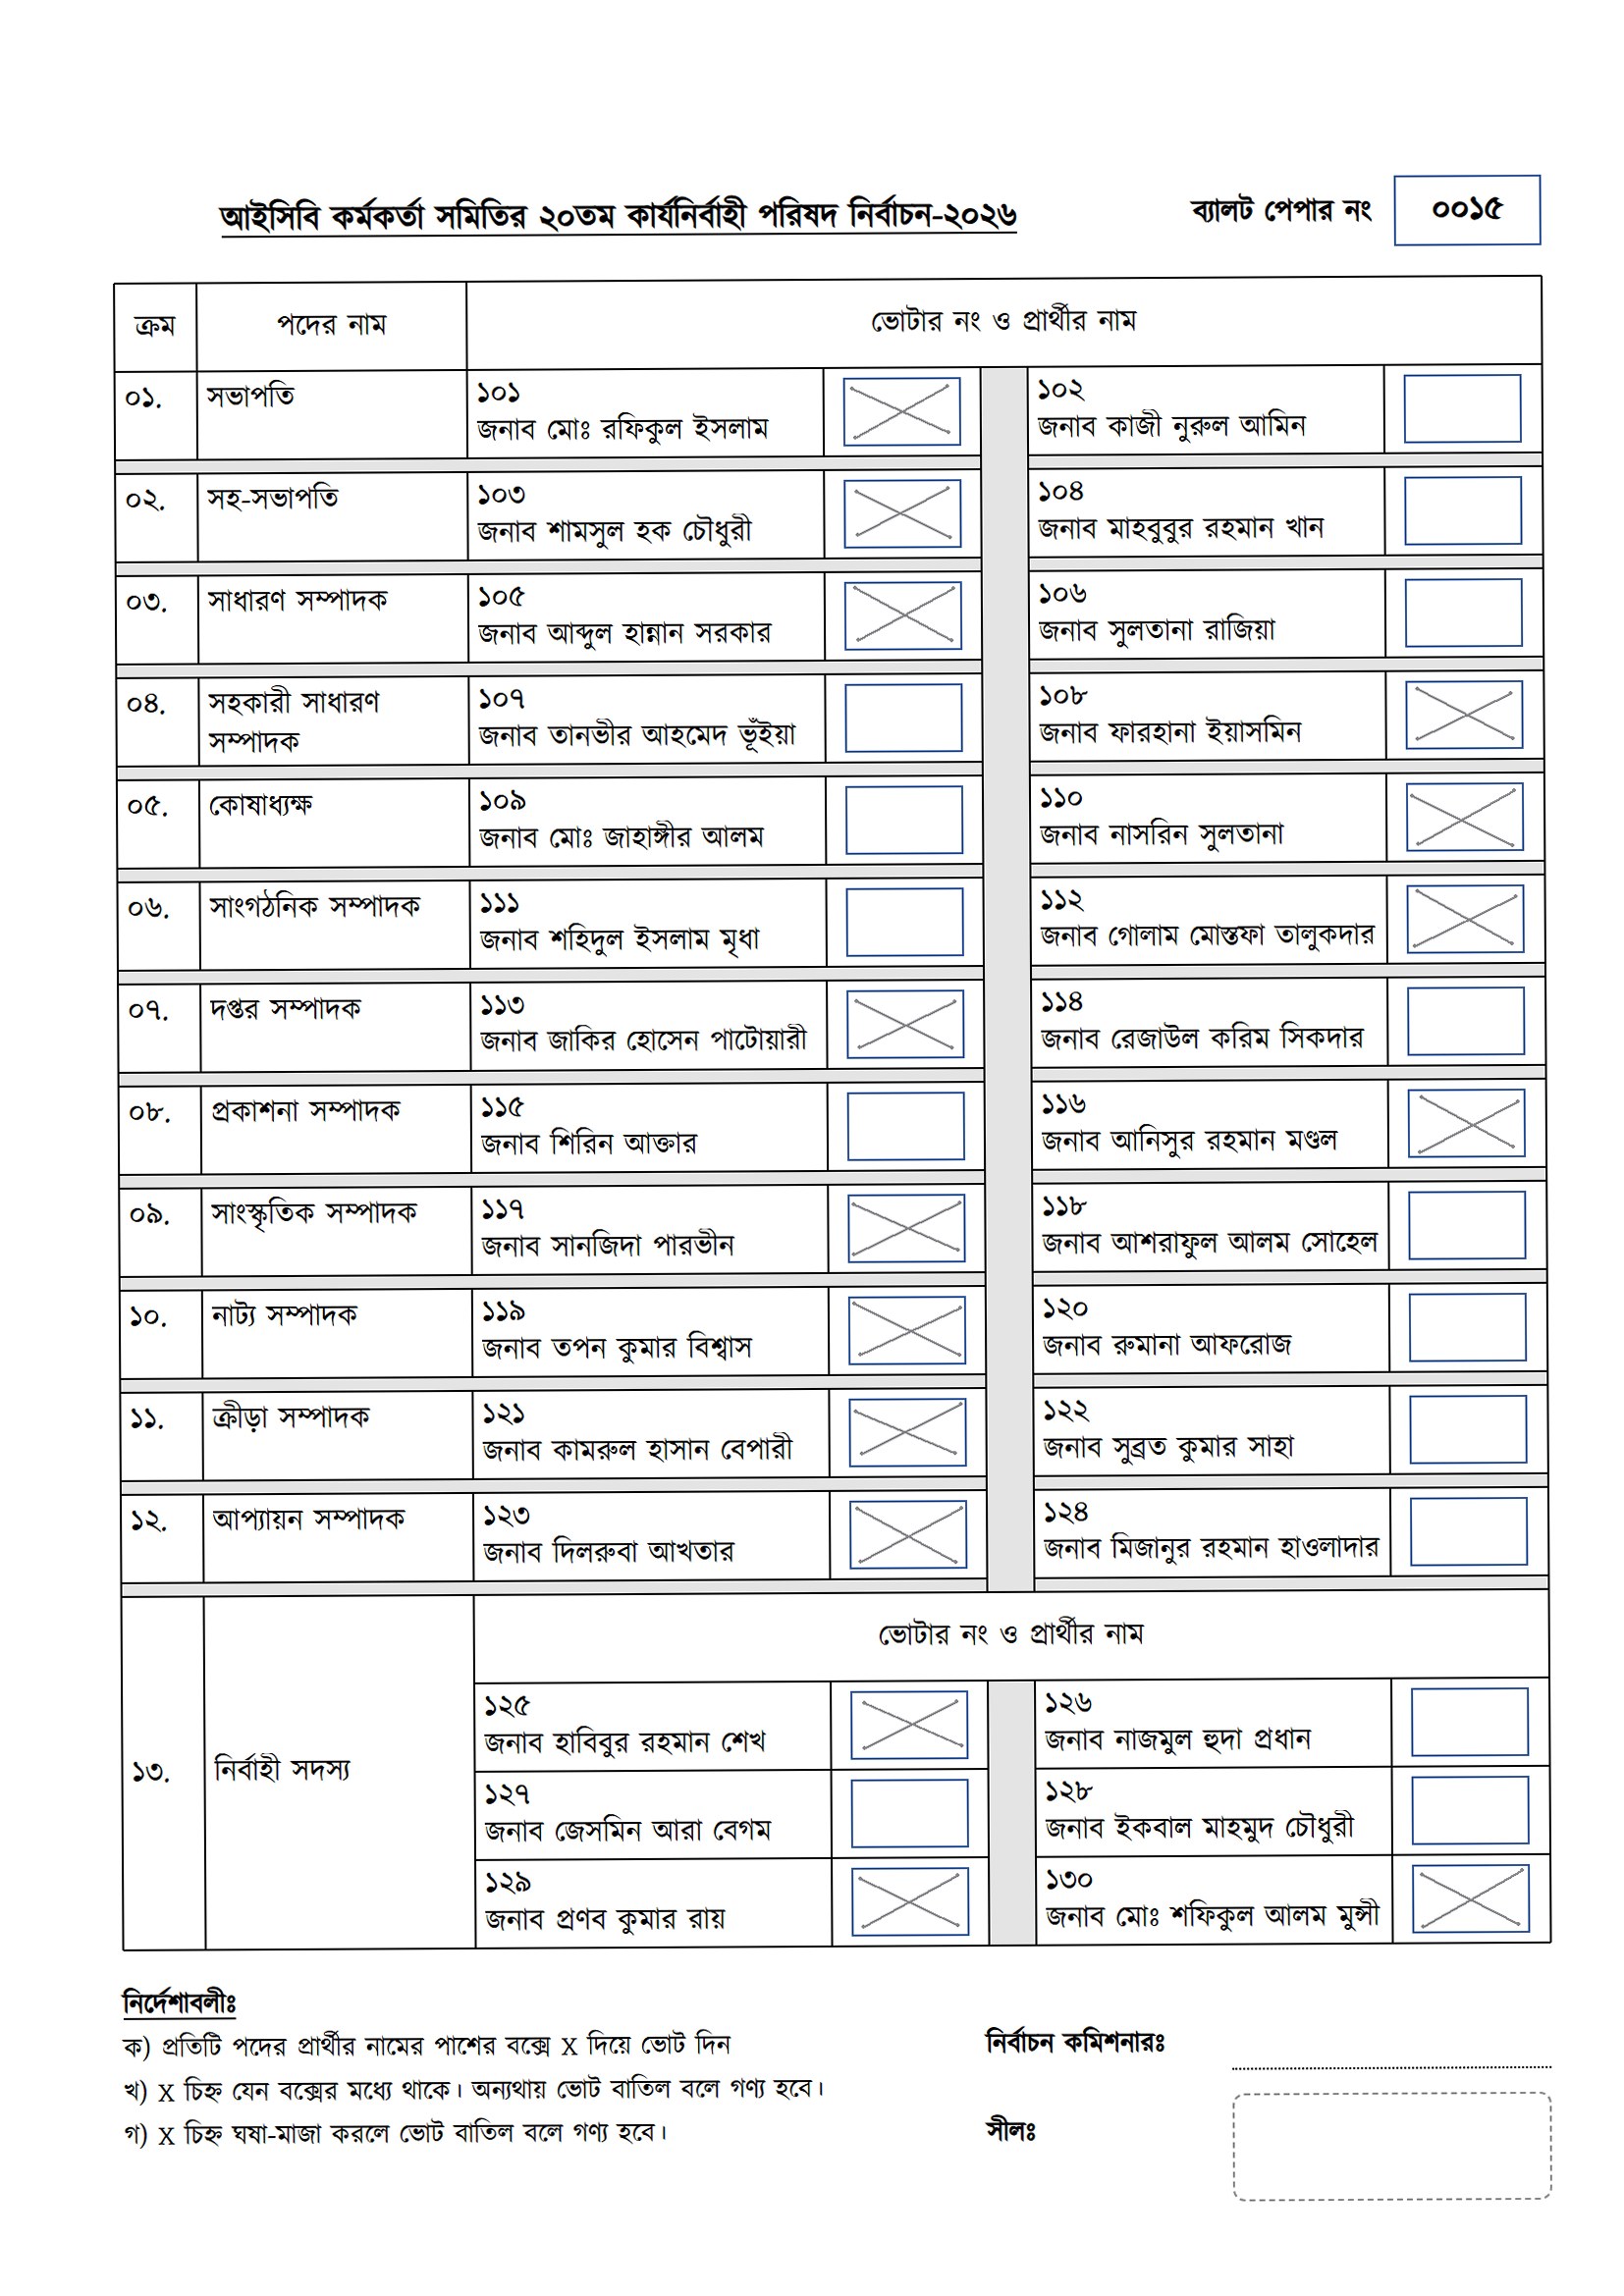 আইসিবি কর্মকর্তা সমিতির ২০তম কার্যনির্বাহী পরিষদ নির্বাচন-২০২৬
ব্যালট পেপার নং ০০১৫
ক্রম পদের নাম ভোটার নং ও প্রার্থীর নাম
০১. সভাপতি
১০১
জনাব মোঃ রফিকুল ইসলাম
১০২
জনাব কাজী নুরুল আমিন
০২. সহ-সভাপতি
১০৩
জনাব শামসুল হক চৌধুরী
১০৪
জনাব মাহবুবুর রহমান খান
০৩. সাধারণ সম্পাদক
১০৫
জনাব আব্দুল হান্নান সরকার
১০৬
জনাব সুলতানা রাজিয়া
০৪. সহকারী সাধারণ
সম্পাদক
১০৭
জনাব তানভীর আহমেদ ভূঁইয়া
১০৮
জনাব ফারহানা ইয়াসমিন
০৫. কোষাধ্যক্ষ
১০৯
জনাব মোঃ জাহাঙ্গীর আলম
১১০
জনাব নাসরিন সুলতানা
০৬. সাংগঠনিক সম্পাদক
১১১
জনাব শহিদুল ইসলাম মৃধা
১১২
জনাব গোলাম মোস্তফা তালুকদার
০৭. দপ্তর সম্পাদক
১১৩
জনাব জাকির হোসেন পাটোয়ারী
১১৪
জনাব রেজাউল করিম সিকদার
০৮. প্রকাশনা সম্পাদক
১১৫
জনাব শিরিন আক্তার
১১৬
জনাব আনিসুর রহমান মণ্ডল
০৯. সাংস্কৃতিক সম্পাদক
১১৭
জনাব সানজিদা পারভীন
১১৮
জনাব আশরাফুল আলম সোহেল
১০. নাট্য সম্পাদক
১১৯
জনাব তপন কুমার বিশ্বাস
১২০
জনাব রুমানা আফরোজ
১১. ক্রীড়া সম্পাদক
১২১
জনাব কামরুল হাসান বেপারী
১২২
জনাব সুব্রত কুমার সাহা
১২. আপ্যায়ন সম্পাদক
১২৩
জনাব দিলরুবা আখতার
১২৪
জনাব মিজানুর রহমান হাওলাদার
ভোটার নং ও প্রার্থীর নাম
১৩. নির্বাহী সদস্য
১২৫
জনাব হাবিবুর রহমান শেখ
১২৬
জনাব নাজমুল হুদা প্রধান
১২৭
জনাব জেসমিন আরা বেগম
১২৮
জনাব ইকবাল মাহমুদ চৌধুরী
১২৯
জনাব প্রণব কুমার রায়
১৩০
জনাব মোঃ শফিকুল আলম মুন্সী
নির্দেশাবলীঃ
ক) প্রতিটি পদের প্রার্থীর নামের পাশের বক্সে X দিয়ে ভোট দিন
খ) X চিহ্ন যেন বক্সের মধ্যে থাকে। অন্যথায় ভোট বাতিল বলে গণ্য হবে।
গ) X চিহ্ন ঘষা-মাজা করলে ভোট বাতিল বলে গণ্য হবে।
নির্বাচন কমিশনারঃ
সীলঃ